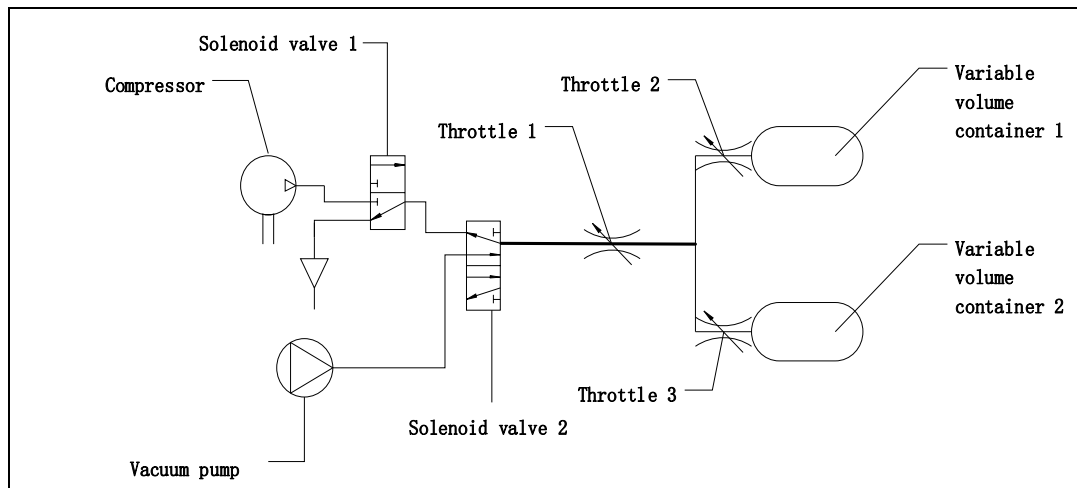 Solenoid valve 1
Compressor
Throttle 1
Throttle 2
Variable
volume
container 1
Variable
volume
container 2
Throttle 3
Solenoid valve 2
Vacuum pump